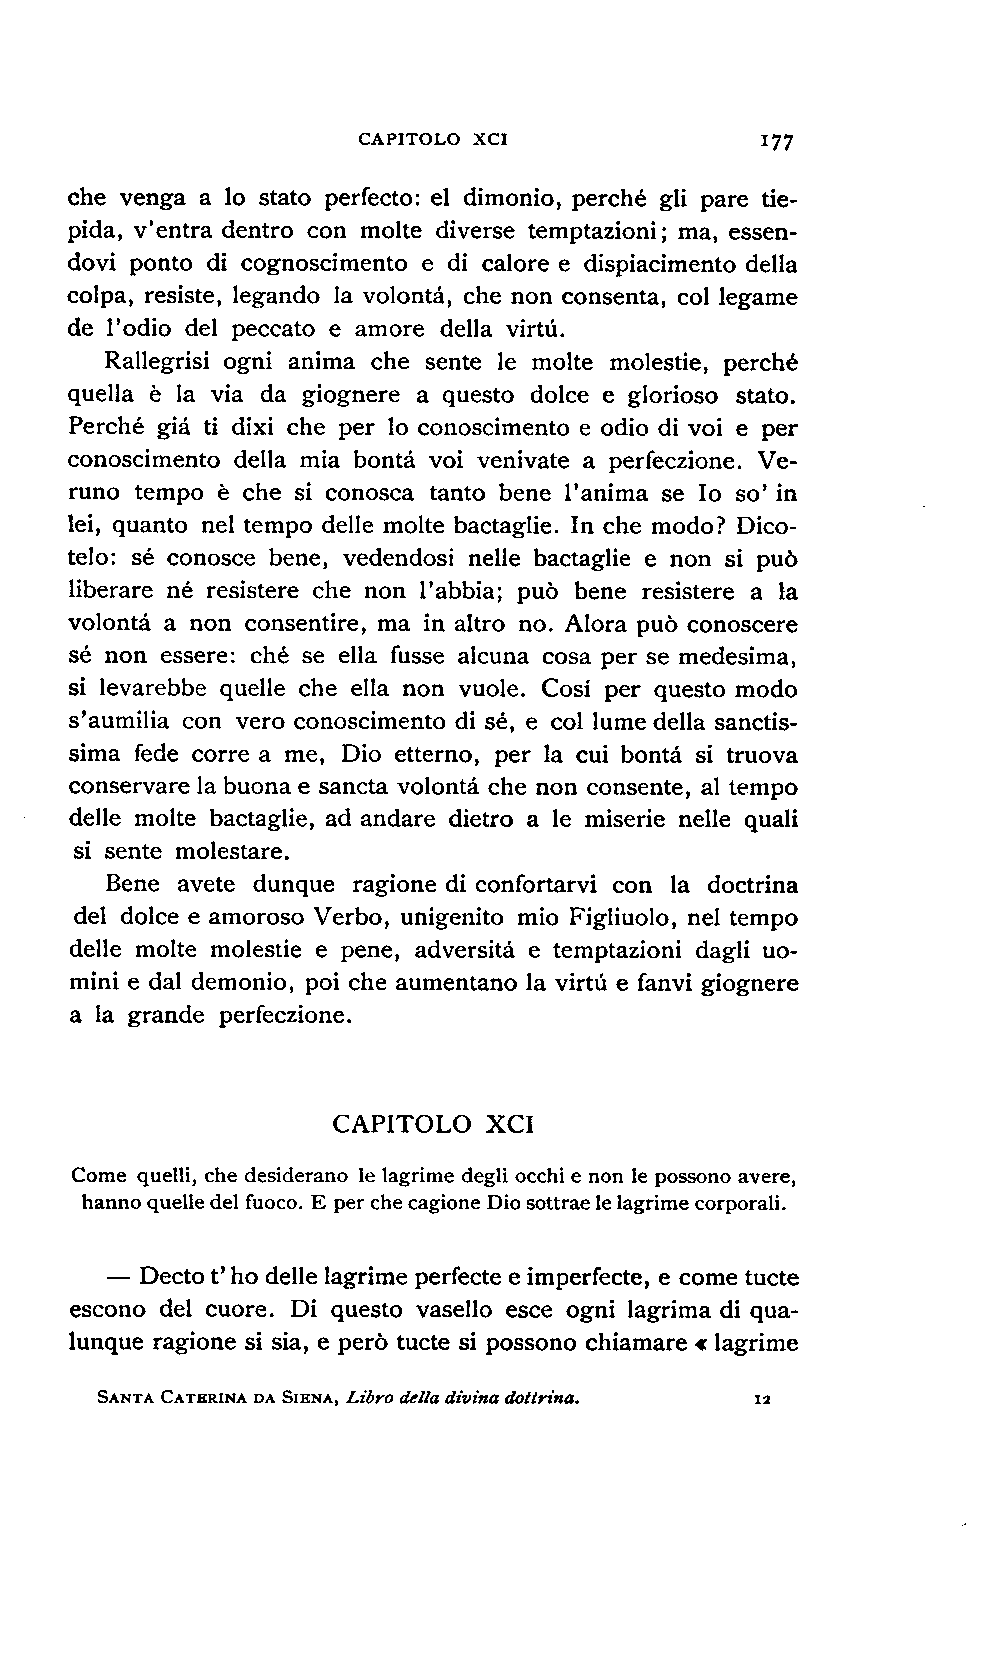 CAPITOLO XCI 177
che venga a lo stato perfecto: el dimonio, perché gli pare tie-
pida, v'entra dentro con molte diverse temptazioni; ma, essen-
dovi ponto di cognoscimento e di calore e dispiacimento della
colpa, resiste, legando la volontá, che non consenta, col legame
de l'odio del peccato e amore della virtú.
Rallegrisi ogni anima che sente le molte molestie, perché
quella è la via da giognere a questo dolce e glorioso stato.
Perché giá ti dixi che per lo conoscimento e odio di voi e per
conoscimento della mia bontá voi venivate a perfeczione. Ve-
runo tempo è che si conosca tanto bene l'anima se Io so' in
lei, quanto nel tempo delle molte bactaglie. In che modo? Dico-
telo: sé conosce bene, vedendosi nelle bactaglie e non si può
liberare né resistere che non l'abbia; può bene resistere a la
volontá a non consentire, ma in altro no. Alora può conoscere
sé non essere: ché se ella fusse alcuna cosa per se medesima,
si levarebbe quelle che ella non vuole. Cosí per questo modo
s'aumilia con vero conoscimento di sé, e col lume della sanctis-
sima fede corre a me, Dio etterno, per la cui bontá si truova
conservare la buona e sancta volontá che non consente, al tempo
delle molte bactaglie, ad andare dietro a le miserie nelle quali
si sente molestare.
Bene avete dunque ragione di confortarvi con la doctrina
del dolce e amoroso Verbo, unigenito mio Figliuolo, nel tempo
delle molte molestie e pene, adversitá e temptazioni dagli uo-
mini e dal demonio, poi che aumentano la virtú e fanvi giognere
a la grande perfeczione.
CAPITOLO XCI
Come quelli, che desiderano le lagrime degli occhi e non le possono avere,
hanno quelle del fuoco. E per che cagione Dio sottrae le lagrime corporali.
— Decto t' ho delle lagrime perfecte e imperfecte, e come tucte
escono del cuore. Di questo vasello esce ogni lagrima di qua-
lunque ragione si sia, e però tucte si possono chiamare « lagrime
SANTA CATERINA DA SIENA, Libro della divina dottrina. 12